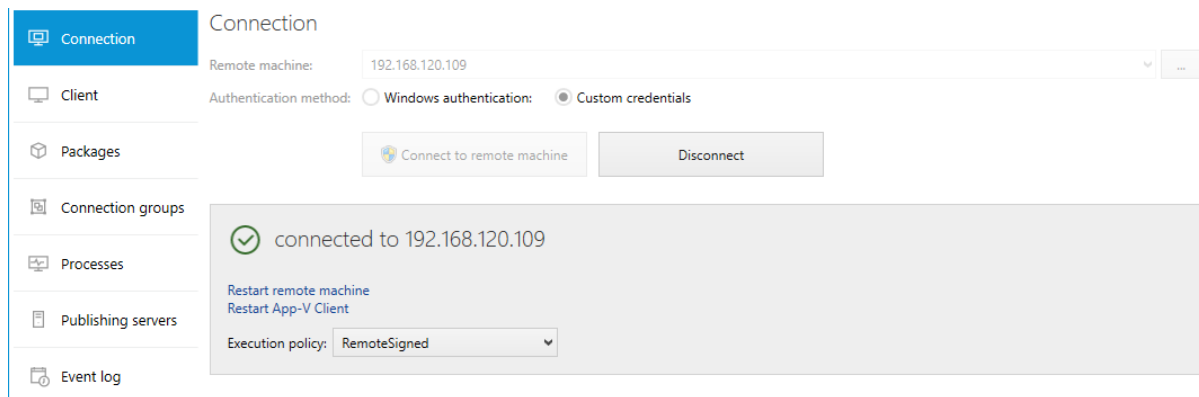 Connection
Client
Packages
Connection groups
Processes
Publishing servers
Event log
Connection
Remote machine: 192.168.120.109 ...
Authentication method: Windows authentication: Custom credentials
Connect to remote machine Disconnect
connected to 192.168.120.109
Restart remote machine
Restart App-V Client
Execution policy: RemoteSigned